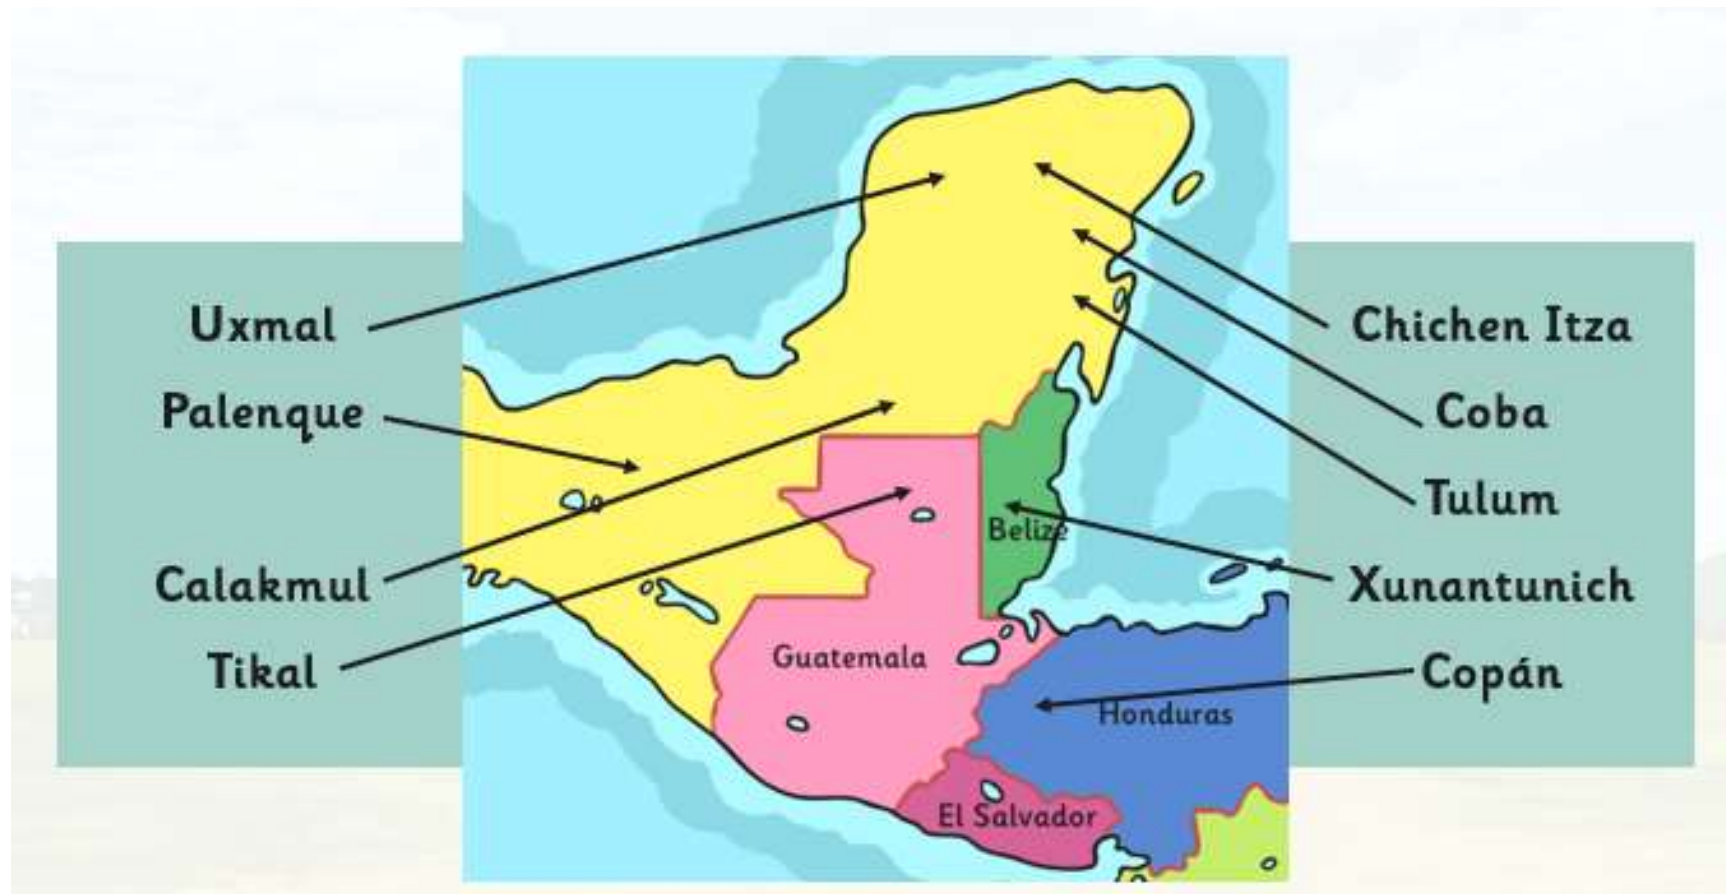 Uxmal
Palenque
Calakmul
Tikal
Belize
Guatemala
Honduras
El Salvador
Chichen Itza
Coba
Tulum
Xunantunich
Copán